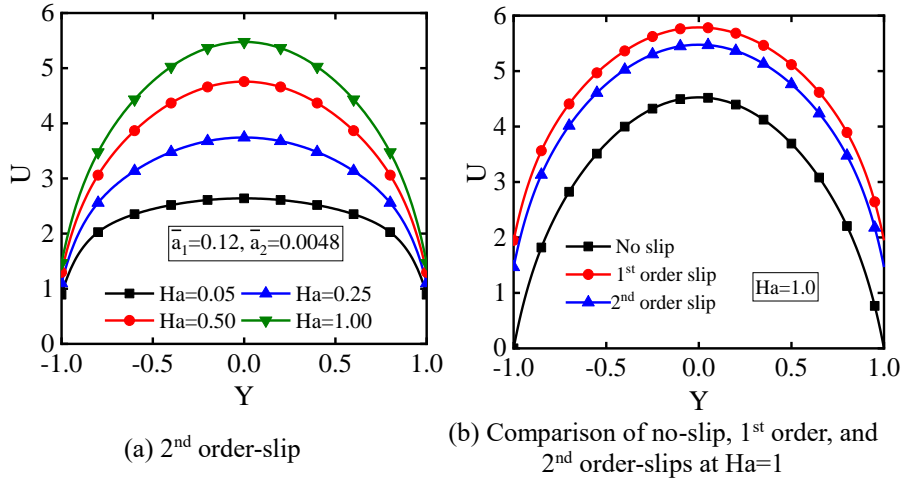 6
5
4
3
2
1
0
U
a̅₁=0.12, a̅₂=0.0048
Ha=0.05 Ha=0.25
Ha=0.50 Ha=1.00
-1.0 -0.5 0.0 0.5 1.0
Y
(a) 2ⁿᵈ order-slip
6
5
4
3
2
1
0
U
No slip
1ˢᵗ order slip
2ⁿᵈ order slip
Ha=1.0
-1.0 -0.5 0.0 0.5 1.0
Y
(b) Comparison of no-slip, 1ˢᵗ order, and
2ⁿᵈ order-slips at Ha=1